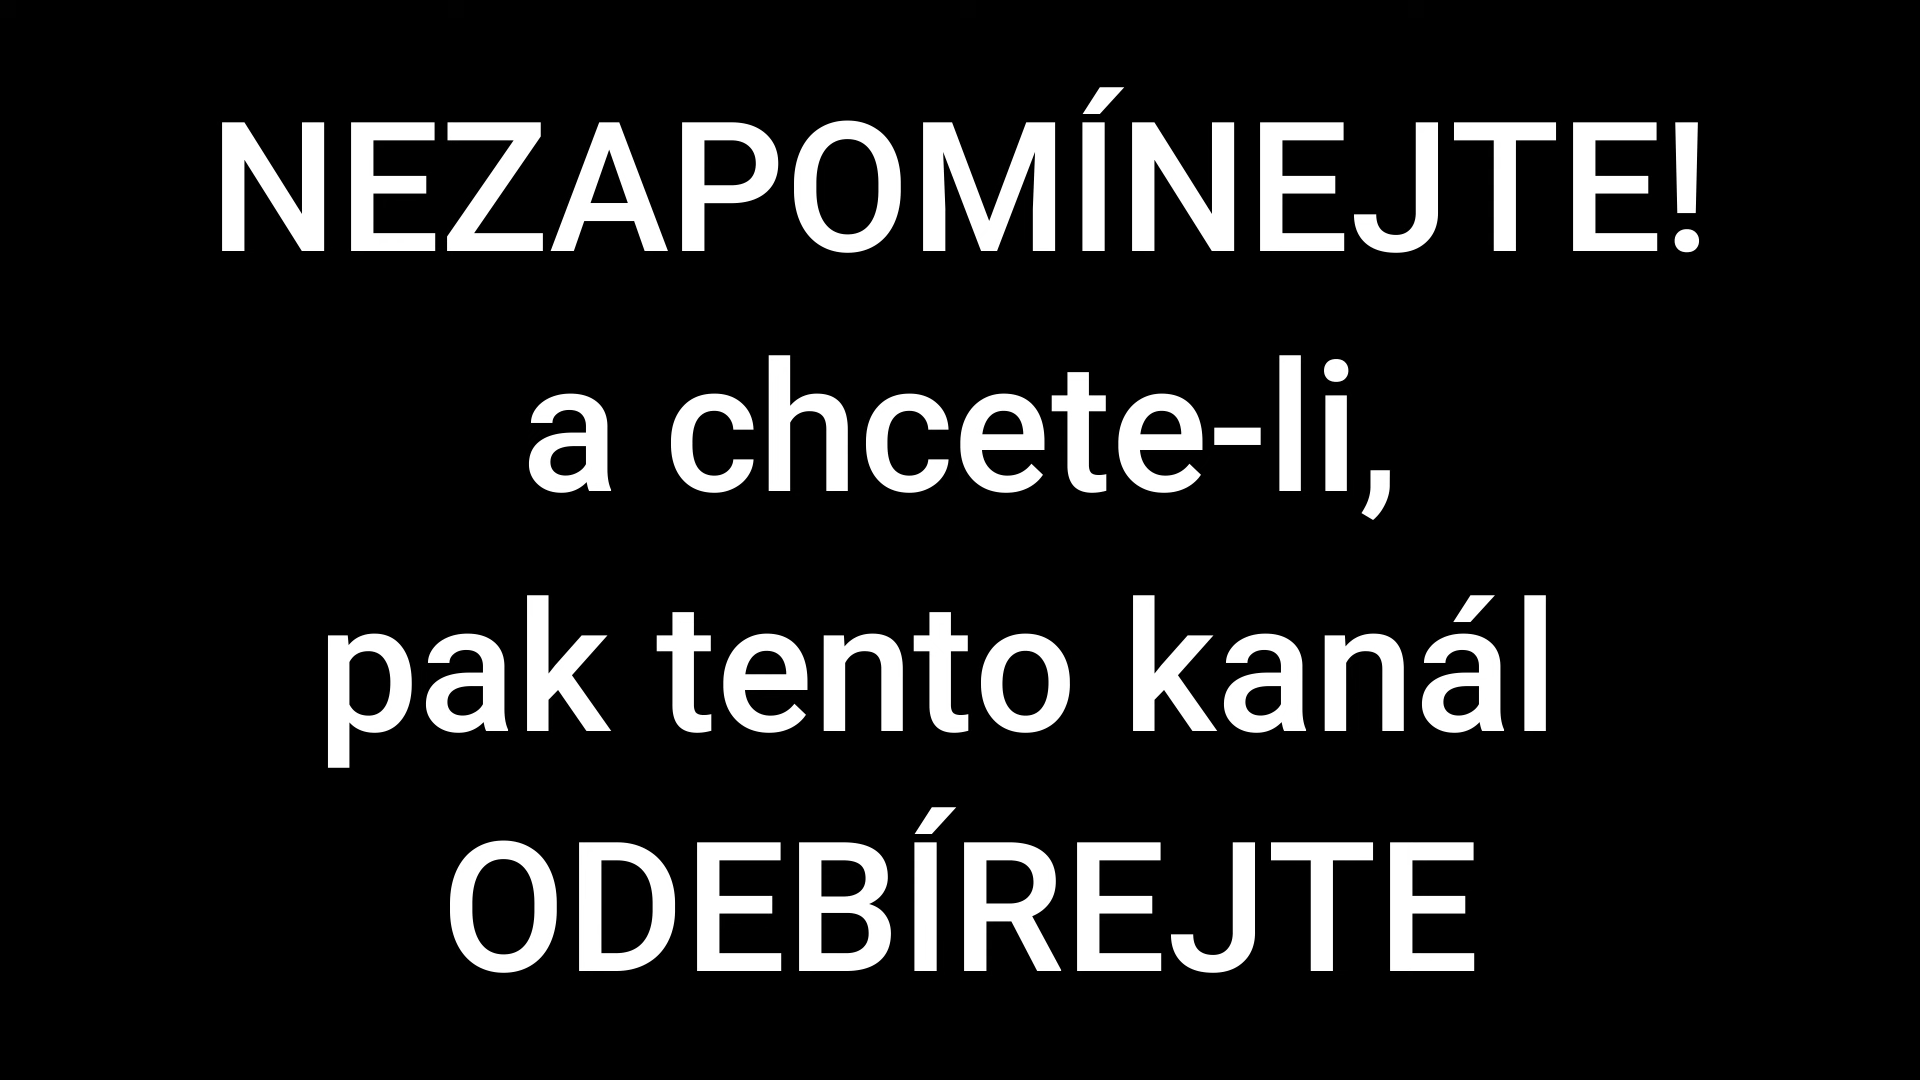 NEZAPOMÍNEJTE!
a chcete-li,
pak tento kanál
ODEBÍREJTE